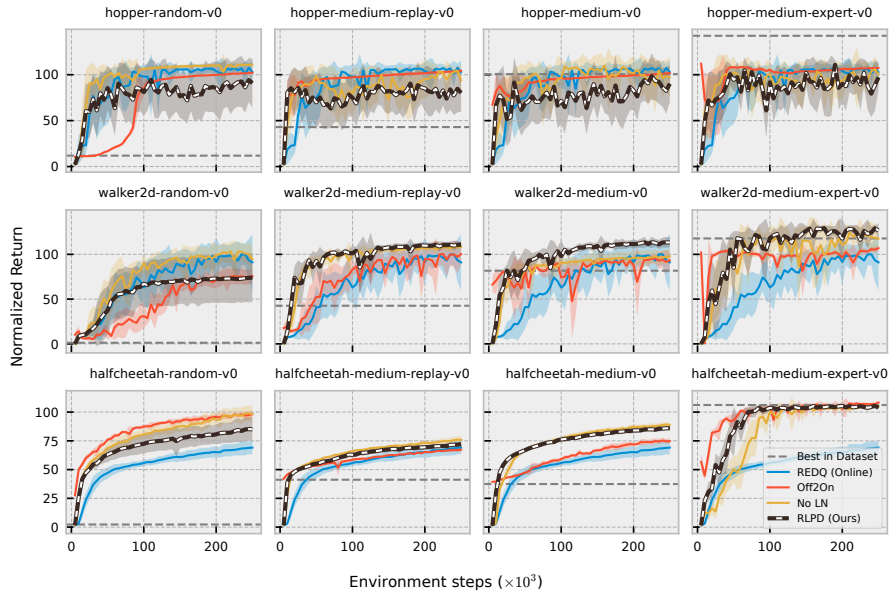 hopper-random-v0 hopper-medium-replay-v0 hopper-medium-v0 hopper-medium-expert-v0
100
50
0
walker2d-random-v0 walker2d-medium-replay-v0 walker2d-medium-v0 walker2d-medium-expert-v0
100
50
0
Normalized Return
halfcheetah-random-v0 halfcheetah-medium-replay-v0 halfcheetah-medium-v0 halfcheetah-medium-expert-v0
100
75
50
25
0
Best in Dataset
REDQ (Online)
Off2On
No LN
RLPD (Ours)
0 100 200 0 100 200 0 100 200 0 100 200
Environment steps (×10³)